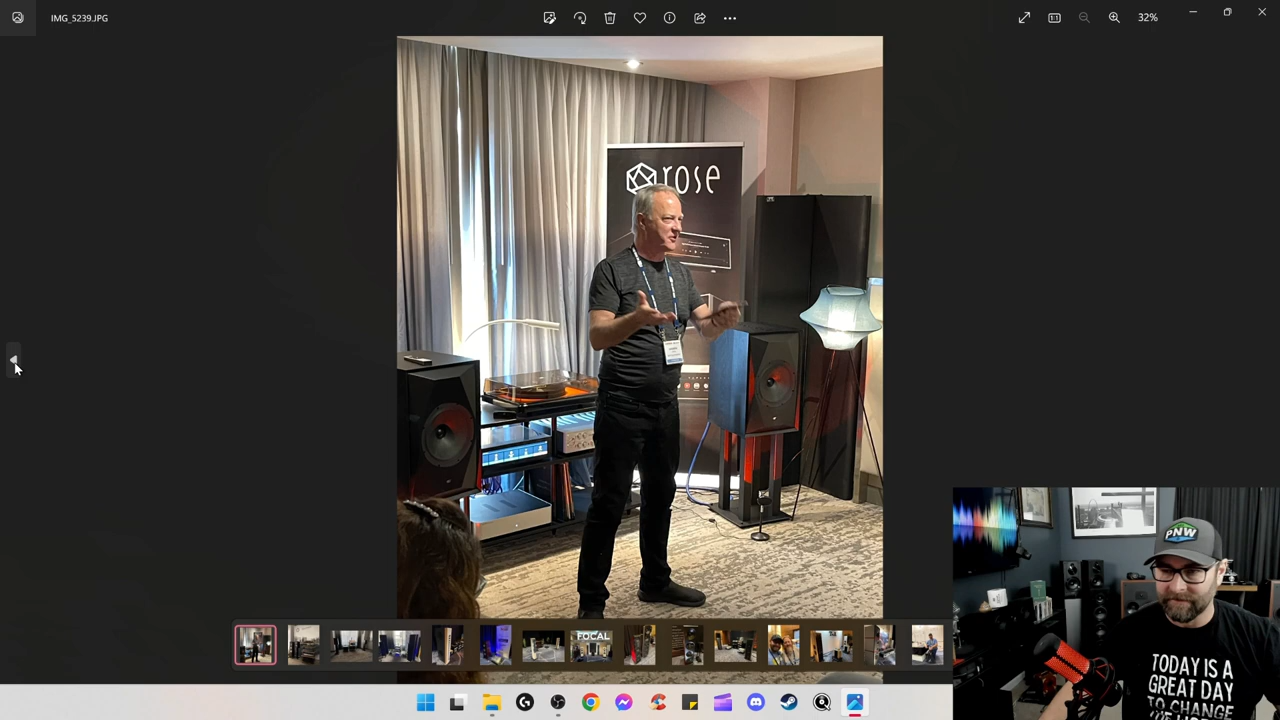 IMG_5239.JPG
32%
rose
FOCAL
PNW
TODAY IS A
GREAT DAY
TO CHANGE